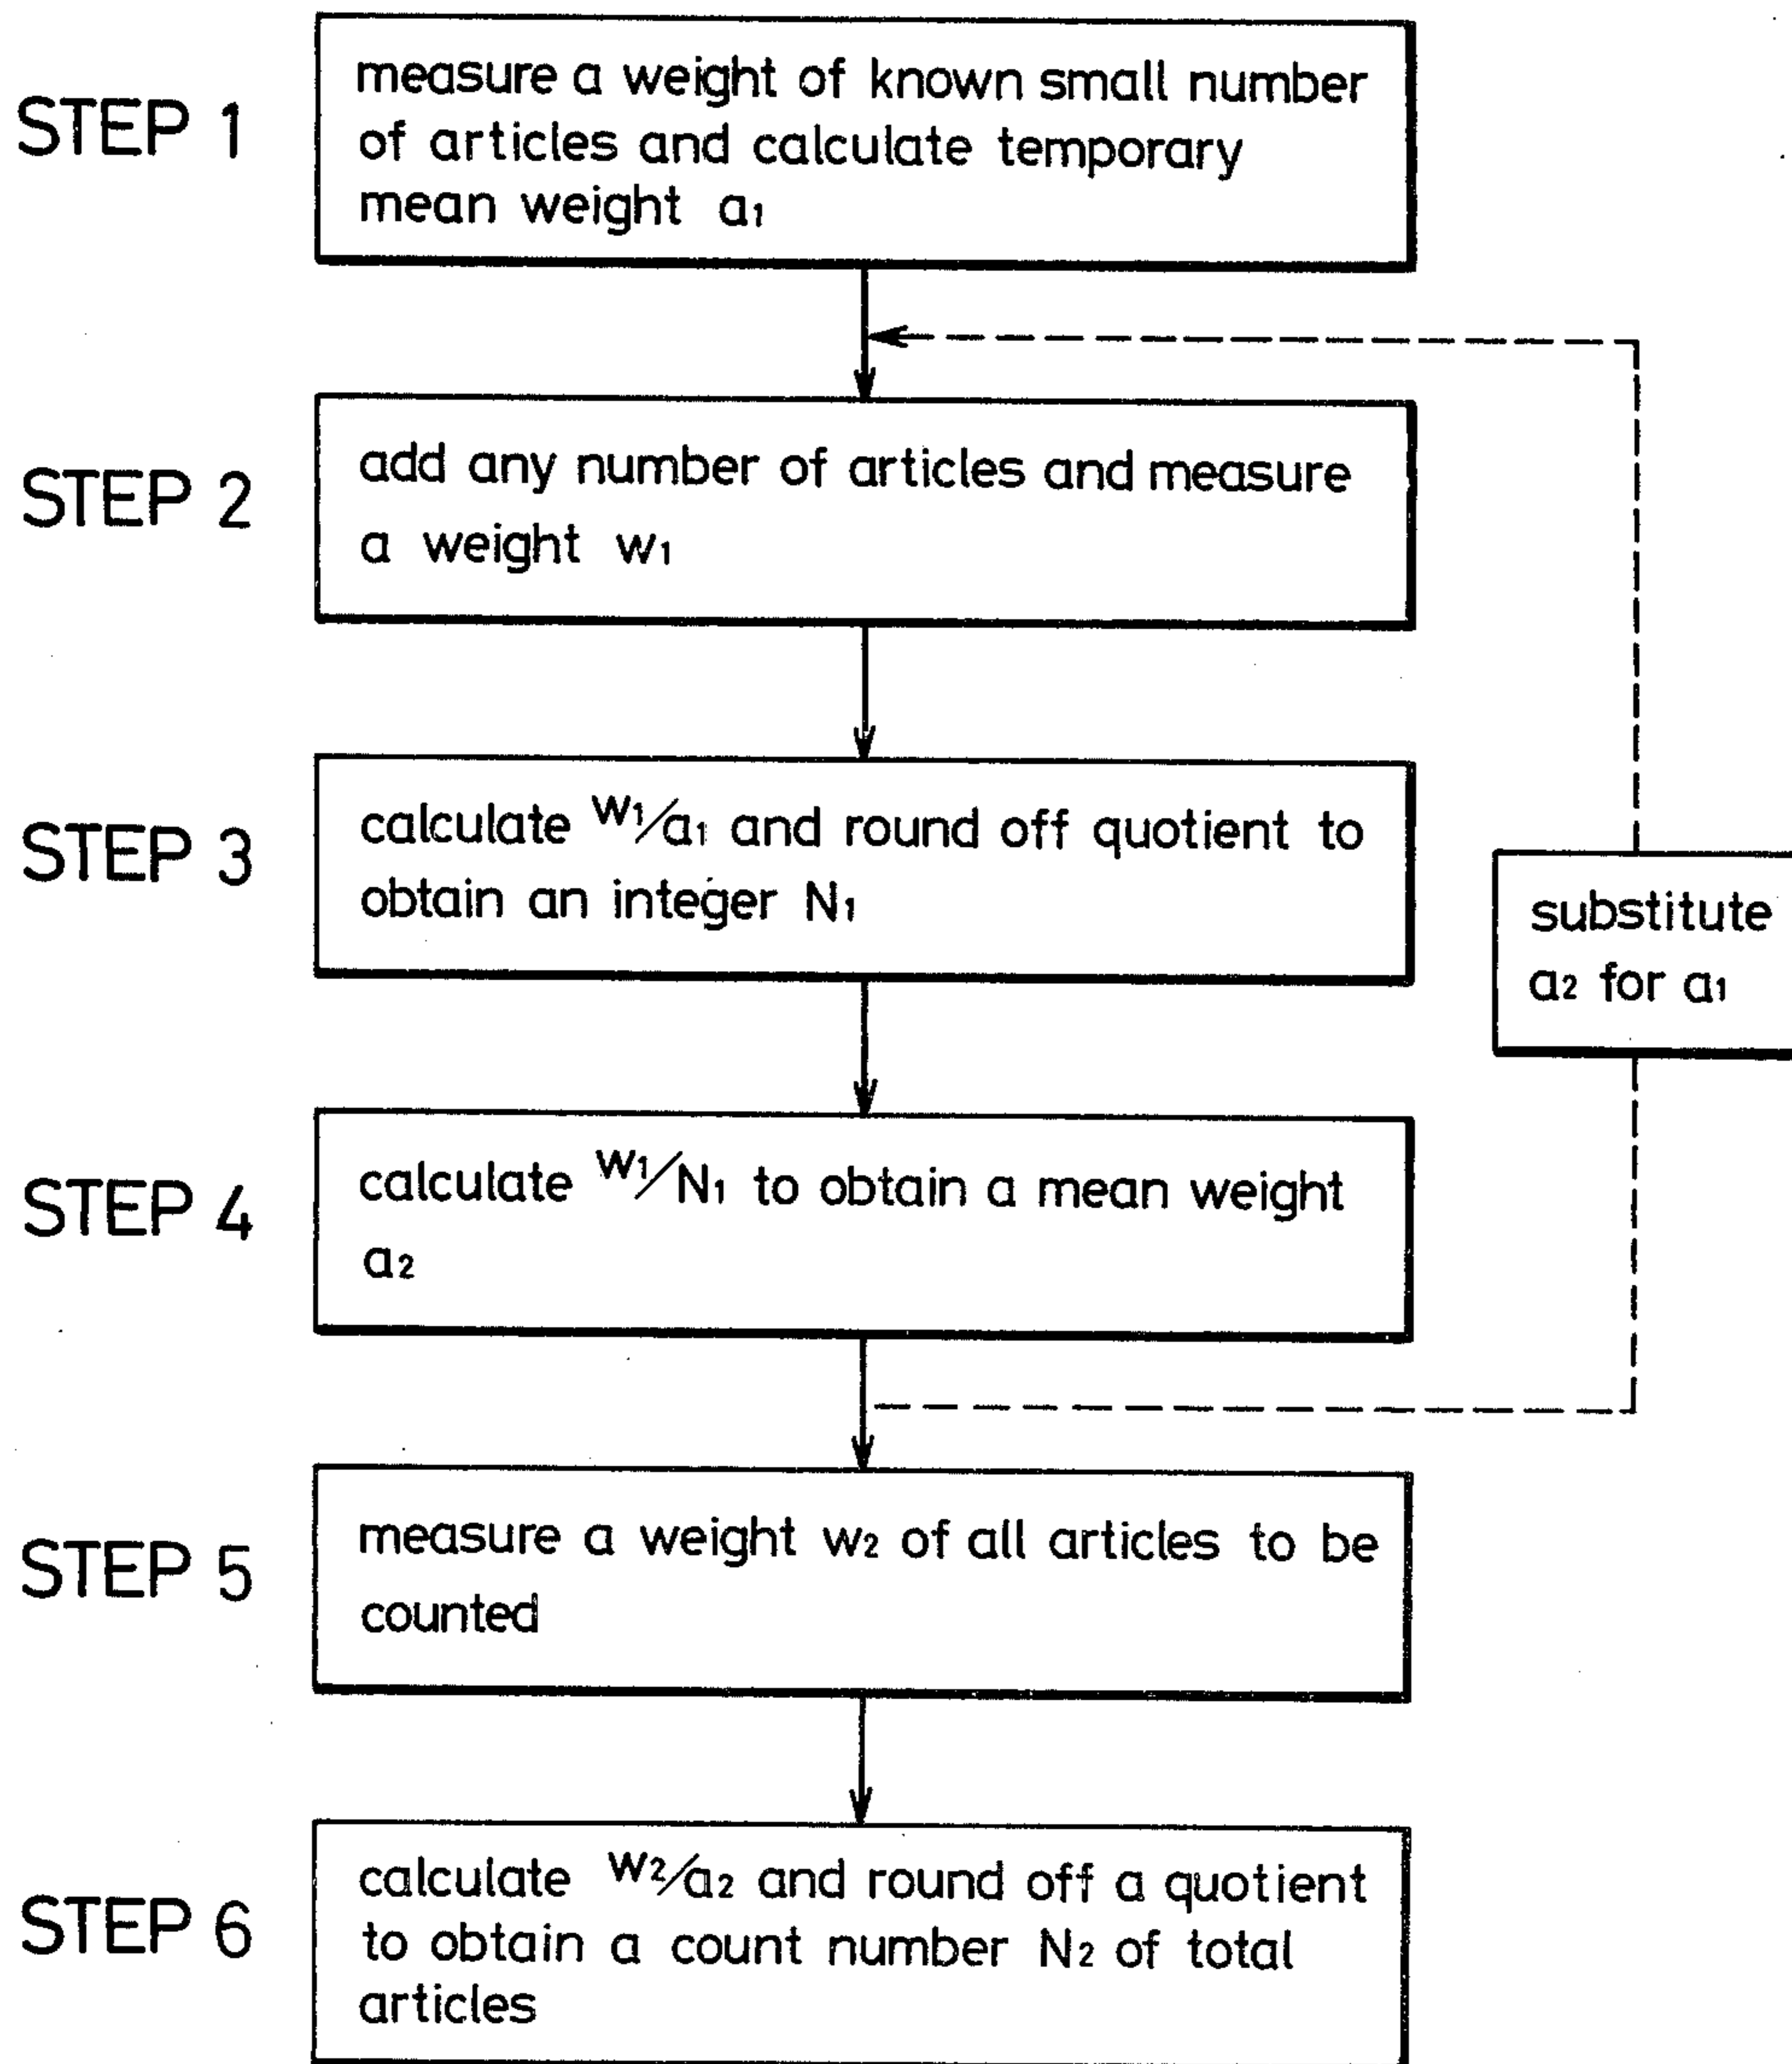 STEP 1
measure a weight of known small number
of articles and calculate temporary
mean weight a₁
STEP 2
add any number of articles and measure
a weight w₁
STEP 3
calculate w₁/a₁ and round off quotient to
obtain an integer N₁
substitute
a₂ for a₁
STEP 4
calculate w₁/N₁ to obtain a mean weight
a₂
STEP 5
measure a weight w₂ of all articles to be
counted
STEP 6
calculate w₂/a₂ and round off a quotient
to obtain a count number N₂ of total
articles